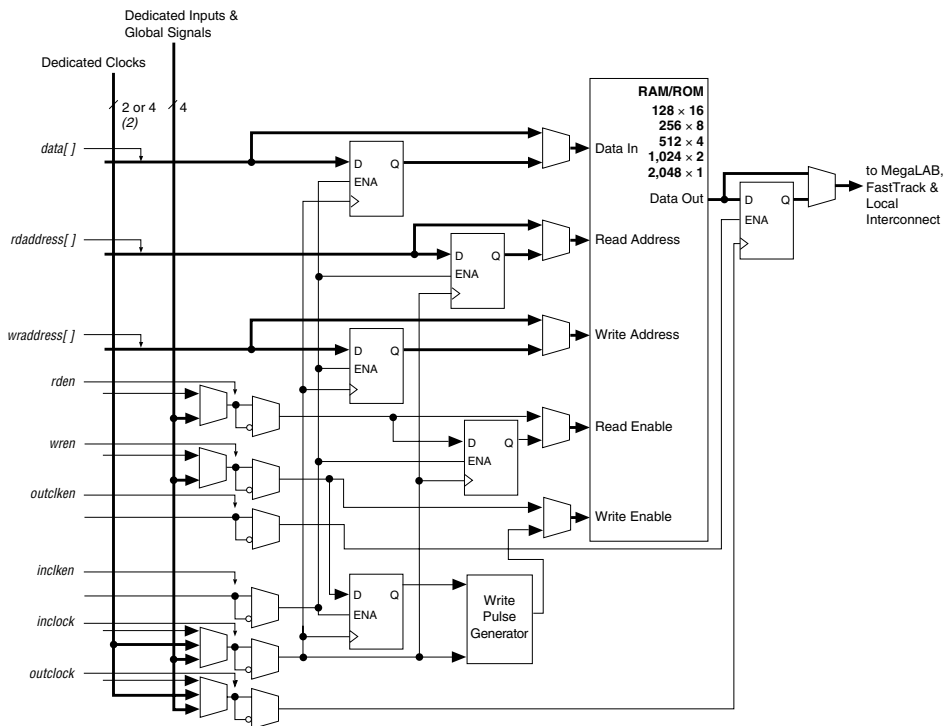 Dedicated Inputs &
Global Signals
Dedicated Clocks
2 or 4
(2)
4
RAM/ROM
128 × 16
256 × 8
512 × 4
1,024 × 2
2,048 × 1
data[ ]
D
Q
ENA
Data In
Data Out
D
Q
ENA
to MegaLAB,
FastTrack &
Local
Interconnect
rdaddress[ ]
D
Q
ENA
Read Address
wraddress[ ]
D
Q
ENA
Write Address
rden
D
Q
ENA
Read Enable
wren
outclken
Write Enable
inclken
D
Q
ENA
Write
Pulse
Generator
inclock
outclock